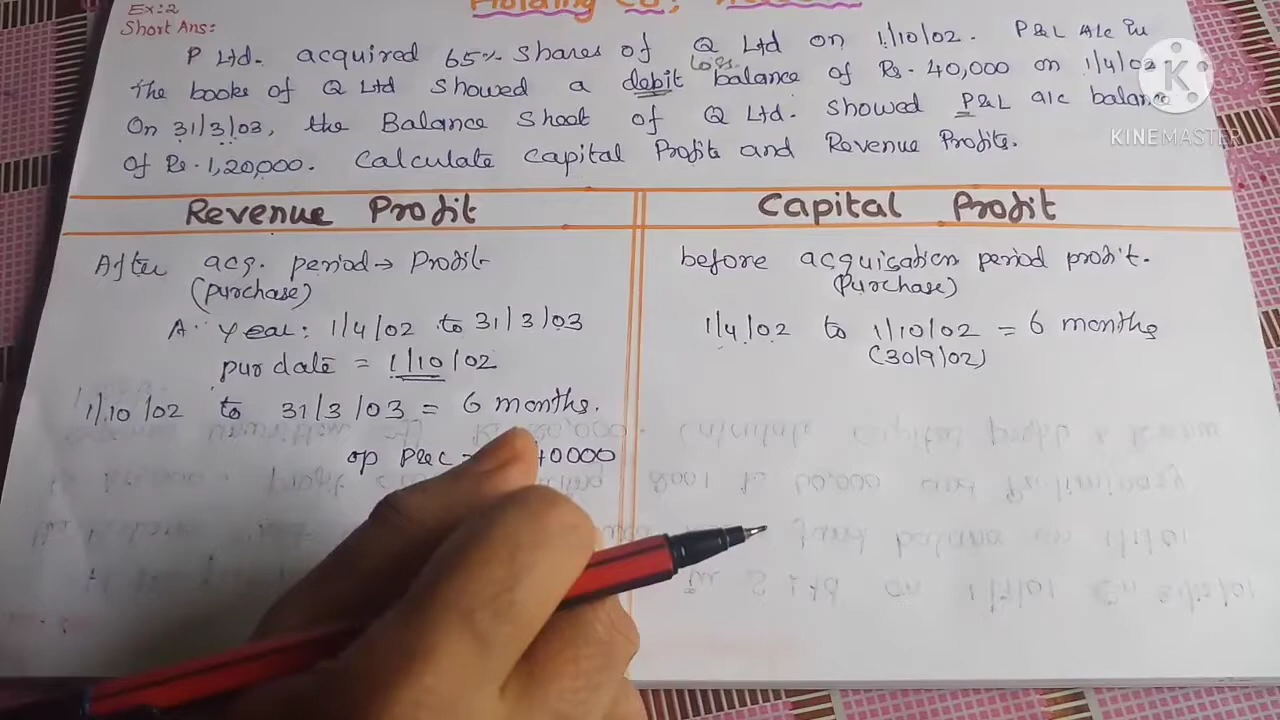 Ex:2
Holding Co;
Short Ans:
P Ltd. acquired 65% shares of Q Ltd on 1/10/02. P&L A/c in
loss
the books of Q Ltd showed a debit balance of Rs. 40,000 on 1/4/02
On 31/3/03, the Balance Sheet of Q Ltd. showed P&L a/c balance
of Rs. 1,20,000. Calculate Capital Profits and Revenue Profits.
KINEMASTER
Revenue Profit
After acq. period → Profit
(purchase)
A. Year: 1/4/02 to 31/3/03
pur date = 1/10/02
1/10/02 to 31/3/03 = 6 months.
op
0000
Capital Profit
before acquisation period profit.
(Purchase)
1/4/02 to 1/10/02 = 6 months
(30/9/02)